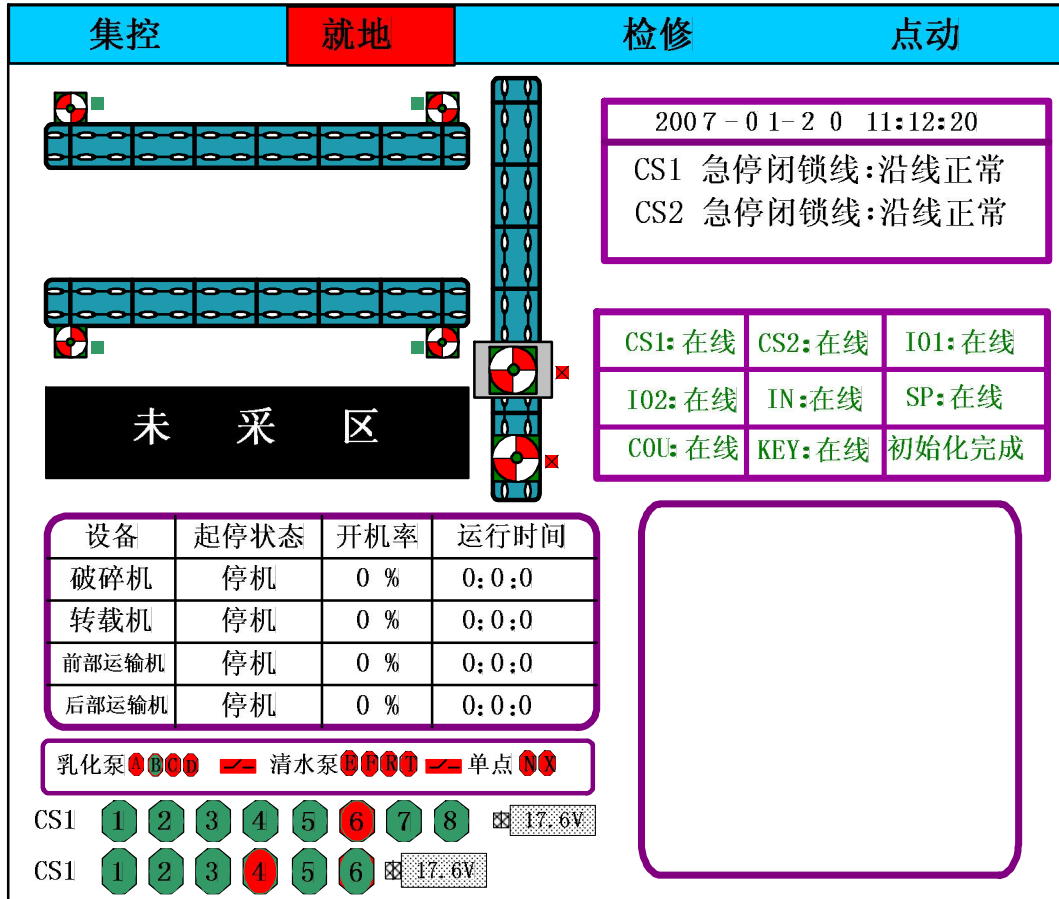 集控 就地 检修 点动
2007-01-20 11:12:20
CS1 急停闭锁线:沿线正常
CS2 急停闭锁线:沿线正常
CS1:在线 CS2:在线 IO1:在线
IO2:在线 IN:在线 SP:在线
COU:在线 KEY:在线 初始化完成
未采区
设备 起停状态 开机率 运行时间
破碎机 停机 0 % 0:0:0
转载机 停机 0 % 0:0:0
前部运输机 停机 0 % 0:0:0
后部运输机 停机 0 % 0:0:0
乳化泵 A B C D 清水泵 E F R T 单点 N X
CS1 1 2 3 4 5 6 7 8 17.6V
CS1 1 2 3 4 5 6 17.6V